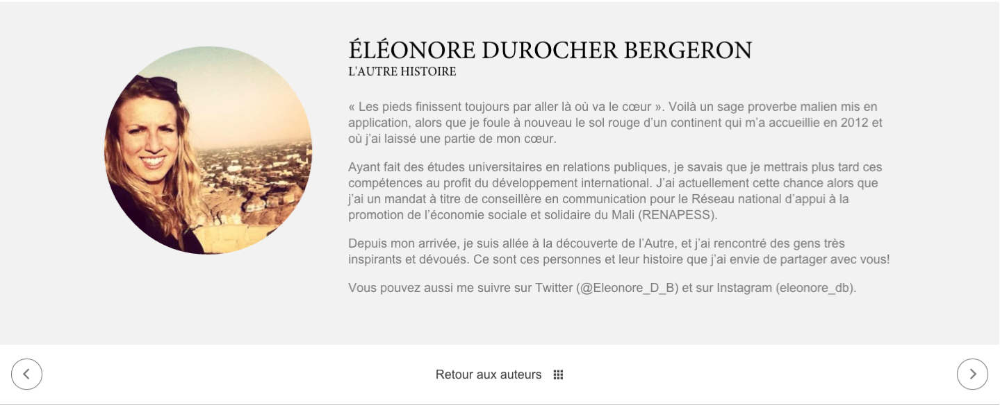 ÉLÉONORE DUROCHER BERGERON
L'AUTRE HISTOIRE
« Les pieds finissent toujours par aller là où va le cœur ». Voilà un sage proverbe malien mis en
application, alors que je foule à nouveau le sol rouge d’un continent qui m’a accueillie en 2012 et
où j’ai laissé une partie de mon cœur.
Ayant fait des études universitaires en relations publiques, je savais que je mettrais plus tard ces
compétences au profit du développement international. J’ai actuellement cette chance alors que
j’ai un mandat à titre de conseillère en communication pour le Réseau national d’appui à la
promotion de l’économie sociale et solidaire du Mali (RENAPESS).
Depuis mon arrivée, je suis allée à la découverte de l’Autre, et j’ai rencontré des gens très
inspirants et dévoués. Ce sont ces personnes et leur histoire que j’ai envie de partager avec vous!
Vous pouvez aussi me suivre sur Twitter (@Eleonore_D_B) et sur Instagram (eleonore_db).
Retour aux auteurs